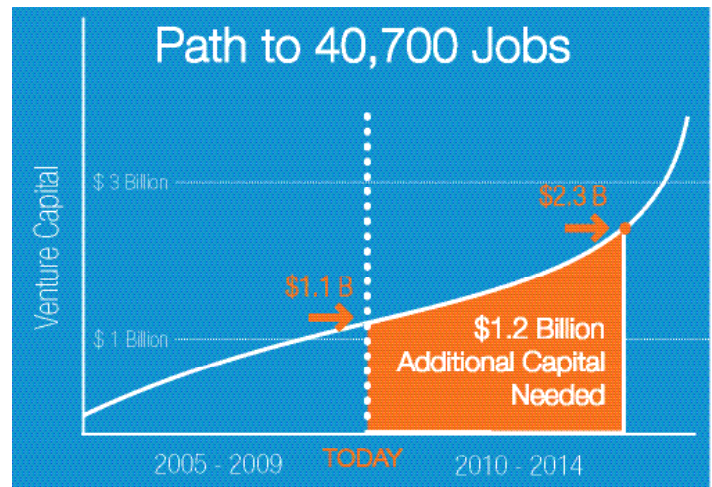 Path to 40,700 Jobs
Venture Capital
$ 3 Billion
$2.3 B
$1.1 B
$ 1 Billion
$1.2 Billion
Additional Capital
Needed
2005 - 2009
TODAY
2010 - 2014